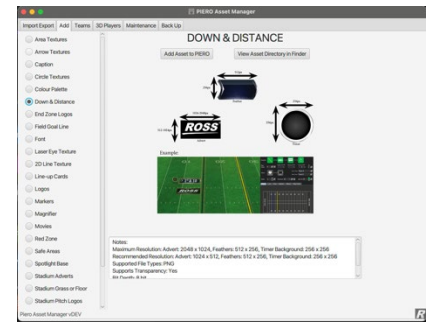 PIERO Asset Manager
Import Export Add Teams 3D Players Maintenance Back Up
Area Textures
Arrow Textures
Caption
Circle Textures
Colour Palette
Down & Distance
End Zone Logos
Field Goal Line
Font
Laser Eye Texture
2D Line Texture
Line-up Cards
Logos
Markers
Magnifier
Movies
Red Zone
Safe Areas
Spotlight Base
Stadium Adverts
Stadium Grass or Floor
Stadium Pitch Logos
DOWN & DISTANCE
Add Asset to PIERO View Asset Directory in Finder
ROSS
Example:
Notes:
Maximum Resolution: Advert: 2048 x 1024, Feathers: 512 x 256, Timer Background: 256 x 256
Recommended Resolution: Advert: 1024 x 512, Feathers: 512 x 256, Timer Background: 256 x 256
Supported File Types: PNG
Supports Transparency: Yes
Bit Depth: 8 bit
Piero Asset Manager vDEV
R